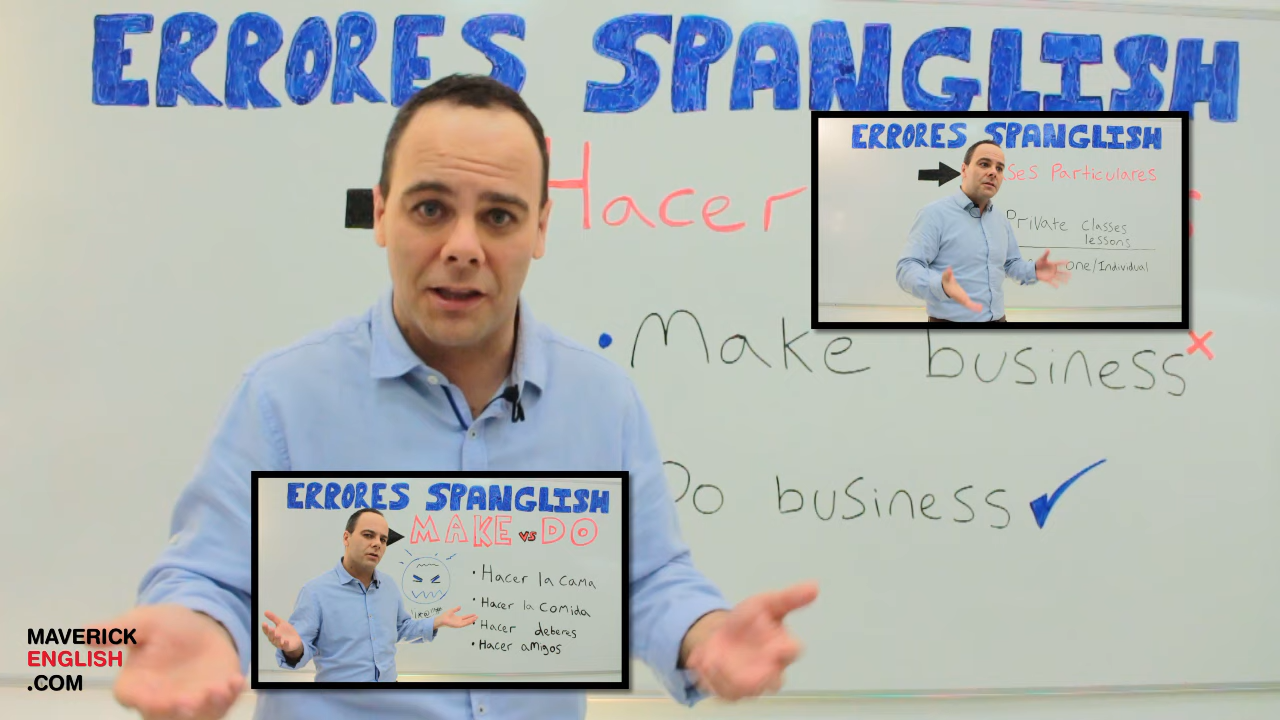 ERRORES SPANGLISH
Hacer
• Make business x
Do business ✓
ERRORES SPANGLISH
Particulares
Private classes
lessons
one/Individual
ERRORES SPANGLISH
MAKE vs DO
• Hacer la cama
• Hacer la comida
• Hacer deberes
• Hacer amigos
MAVERICK
ENGLISH
.COM